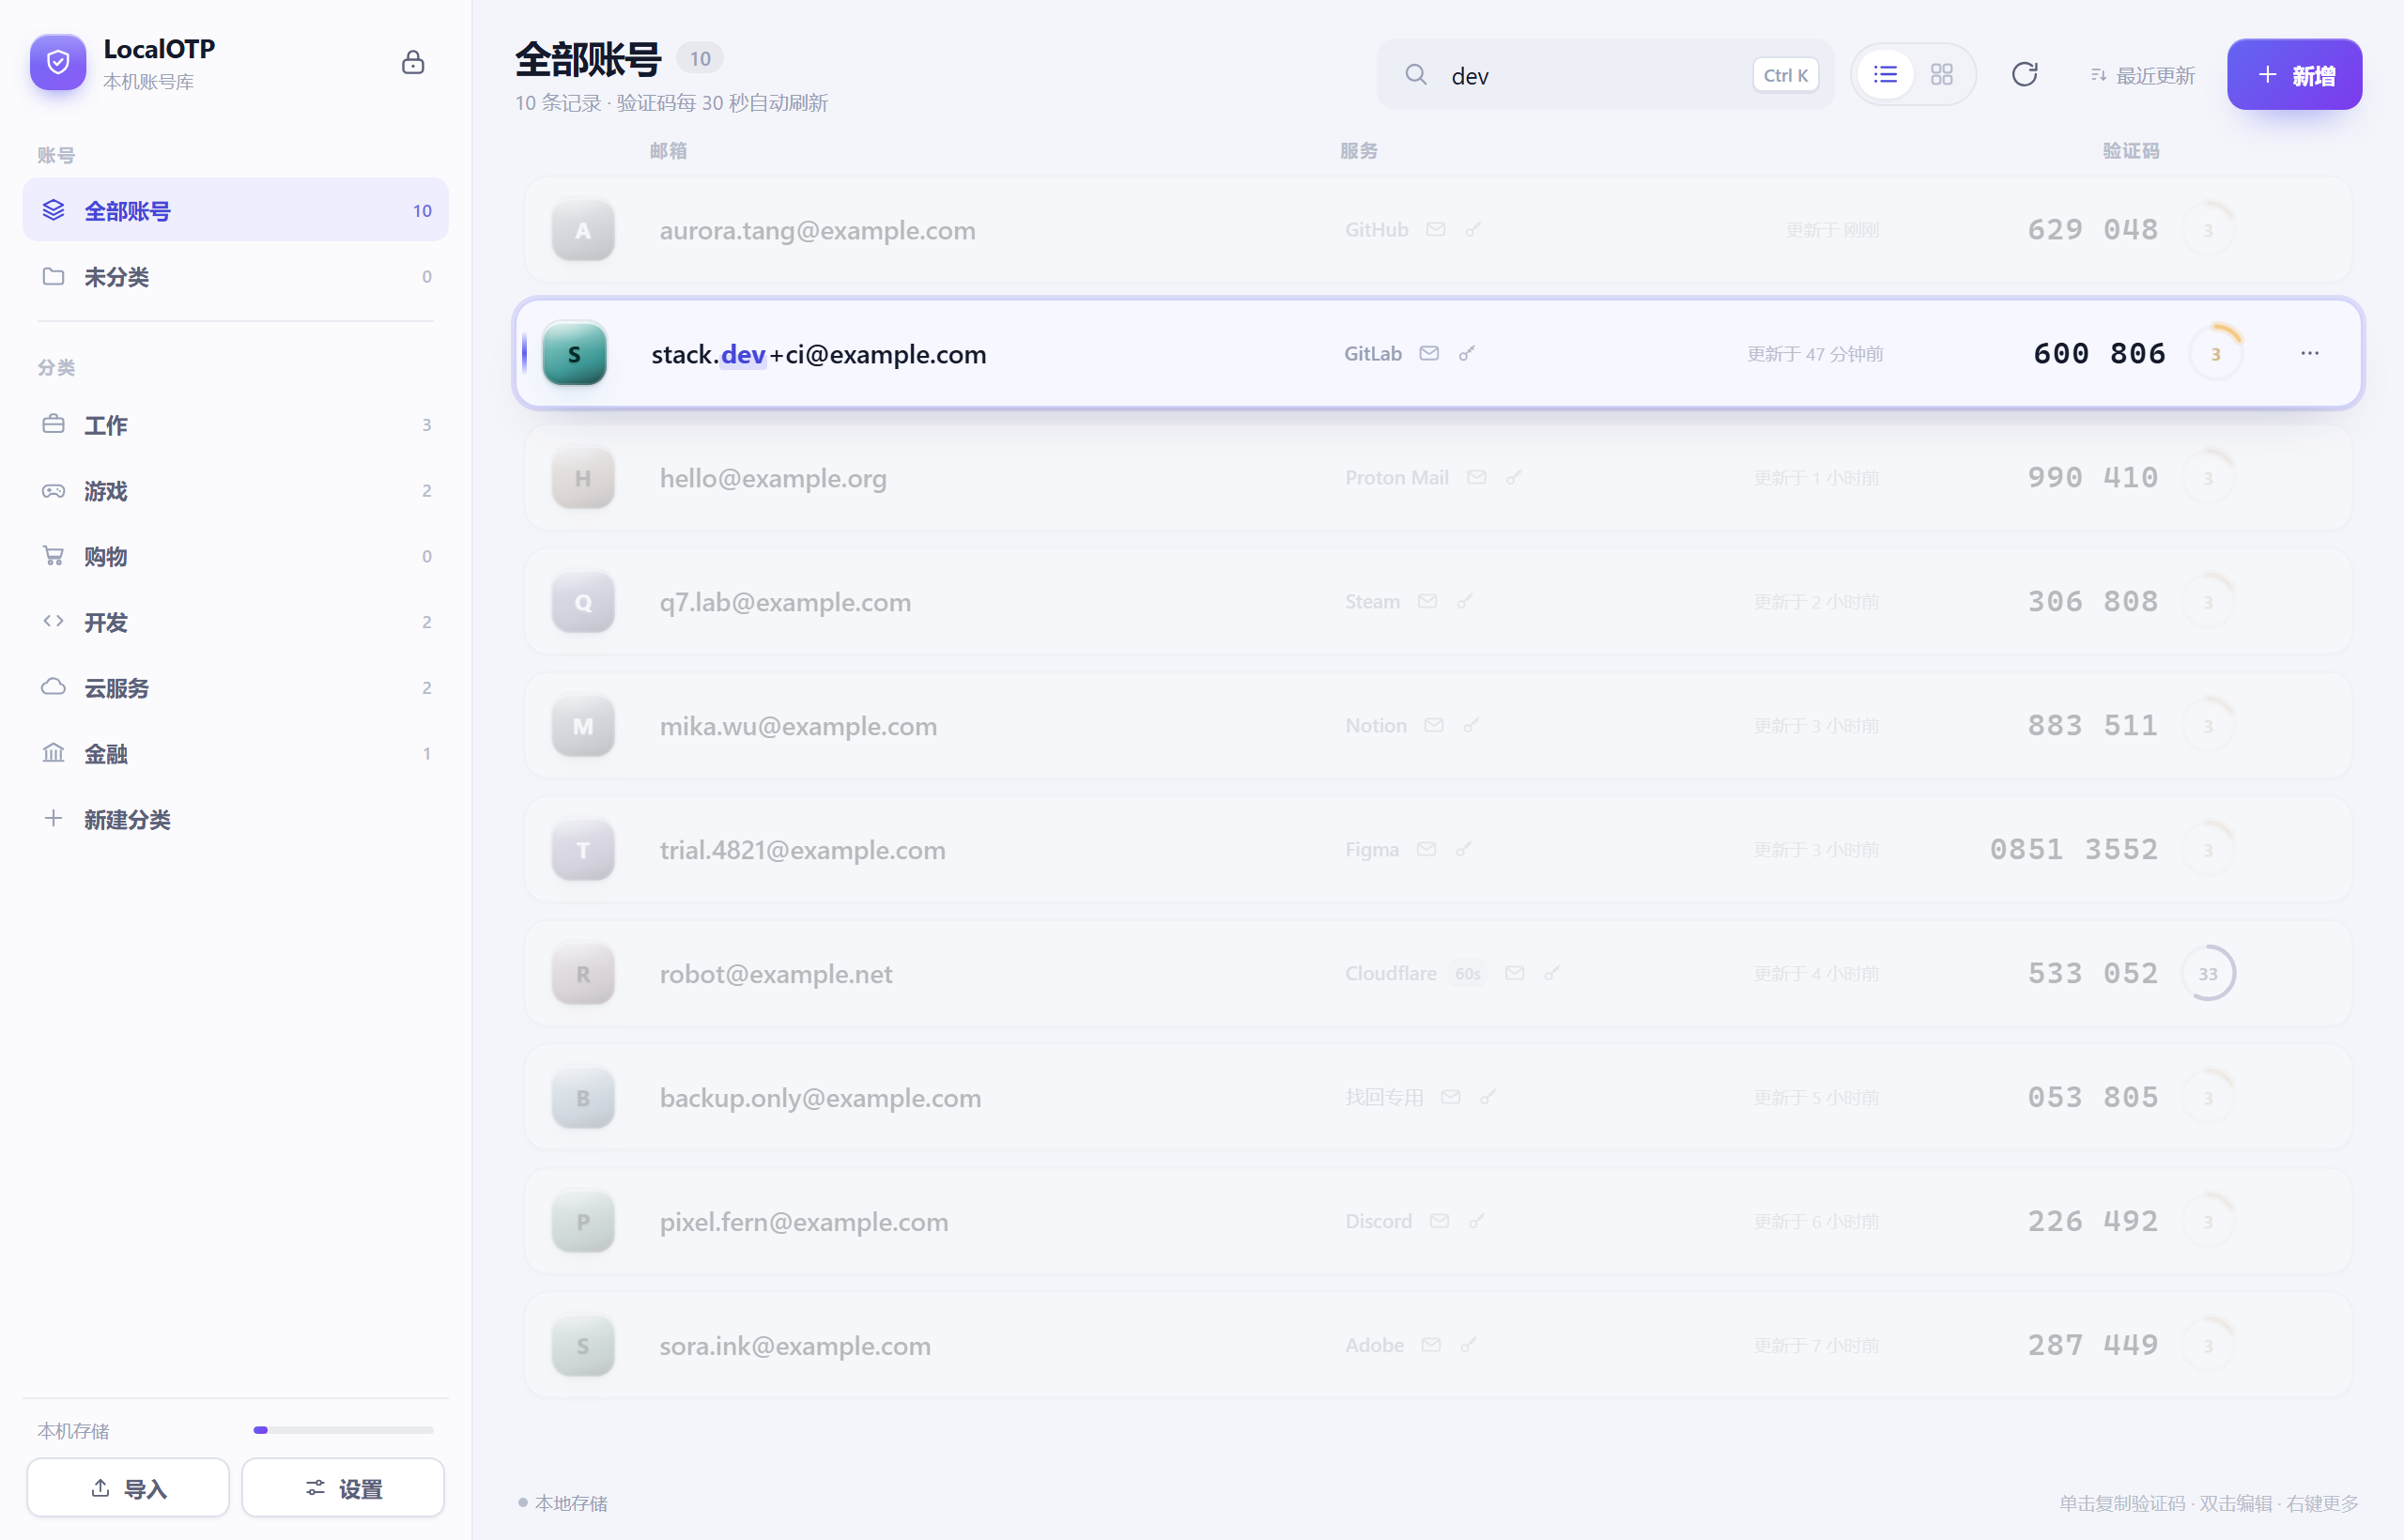 LocalOTP
本机账号库
账号
全部账号 10
未分类 0
分类
工作 3
游戏 2
购物 0
开发 2
云服务 2
金融 1
新建分类
本机存储
导入 设置
全部账号 10
10 条记录 · 验证码每 30 秒自动刷新
dev Ctrl K 最近更新 新增
邮箱 服务 验证码
A aurora.tang@example.com GitHub 更新于 刚刚 629 048 3
S stack.dev+ci@example.com GitLab 更新于 47 分钟前 600 806 3
H hello@example.org Proton Mail 更新于 1 小时前 990 410 3
Q q7.lab@example.com Steam 更新于 2 小时前 306 808 3
M mika.wu@example.com Notion 更新于 3 小时前 883 511 3
T trial.4821@example.com Figma 更新于 3 小时前 0851 3552 3
R robot@example.net Cloudflare 60s 更新于 4 小时前 533 052 33
B backup.only@example.com 找回专用 更新于 5 小时前 053 805 3
P pixel.fern@example.com Discord 更新于 6 小时前 226 492 3
S sora.ink@example.com Adobe 更新于 7 小时前 287 449 3
本地存储
单击复制验证码 · 双击编辑 · 右键更多